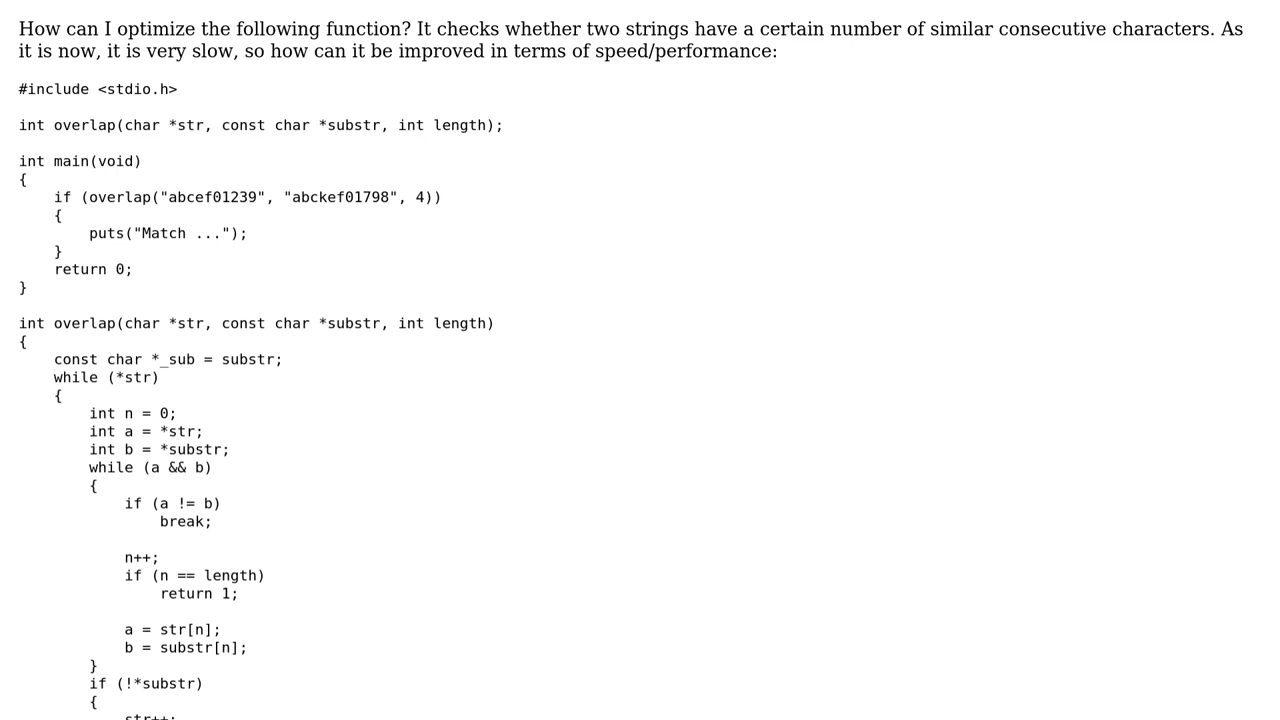 How can I optimize the following function? It checks whether two strings have a certain number of similar consecutive characters. As
it is now, it is very slow, so how can it be improved in terms of speed/performance:
#include <stdio.h>
int overlap(char *str, const char *substr, int length);
int main(void)
{
    if (overlap("abcef01239", "abckef01798", 4))
    {
        puts("Match ...");
    }
    return 0;
}
int overlap(char *str, const char *substr, int length)
{
    const char *_sub = substr;
    while (*str)
    {
        int n = 0;
        int a = *str;
        int b = *substr;
        while (a && b)
        {
            if (a != b)
                break;
            n++;
            if (n == length)
                return 1;
            a = str[n];
            b = substr[n];
        }
        if (!*substr)
        {
            str++;